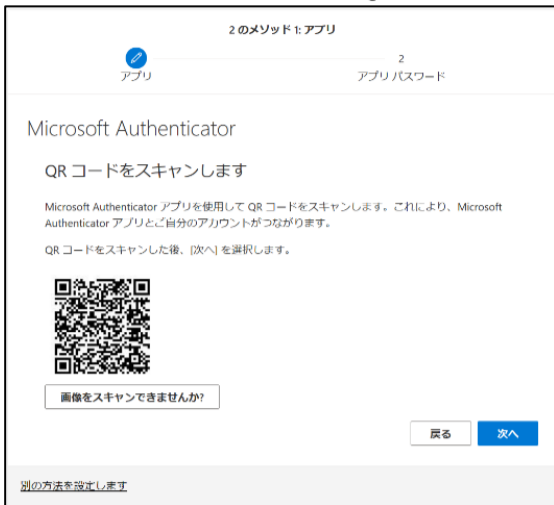 2 のメソッド 1: アプリ
アプリ
2
アプリ パスワード
Microsoft Authenticator
QR コードをスキャンします
Microsoft Authenticator アプリを使用して QR コードをスキャンします。これにより、Microsoft
Authenticator アプリとご自分のアカウントがつながります。
QR コードをスキャンした後、[次へ] を選択します。
画像をスキャンできませんか?
戻る
次へ
別の方法を設定します